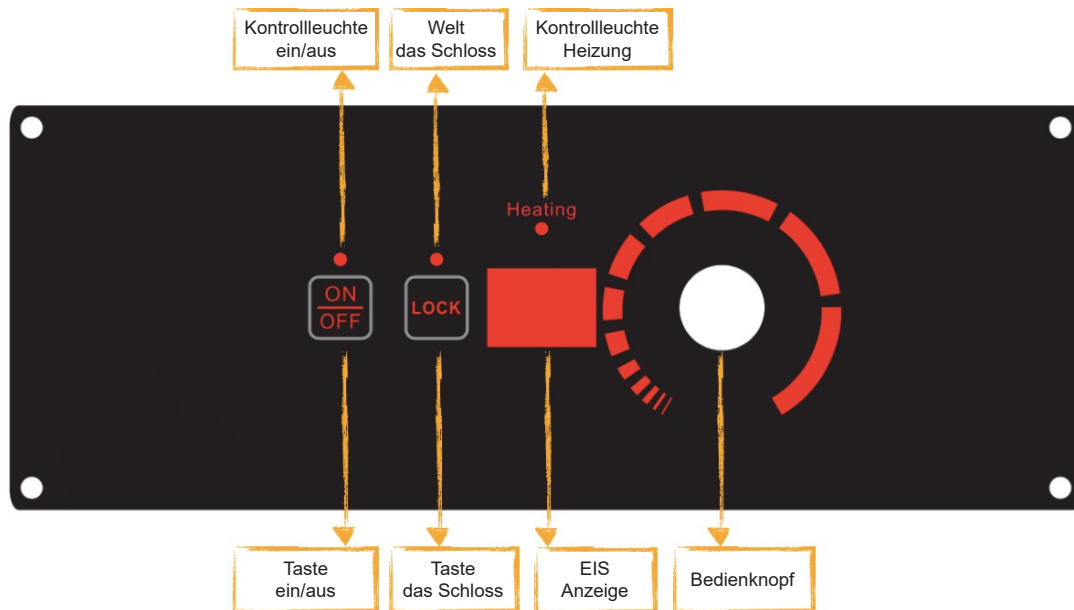 Kontrollleuchte
ein/aus
Welt
das Schloss
Kontrollleuchte
Heizung
Heating
ON
OFF
LOCK
Taste
ein/aus
Taste
das Schloss
EIS
Anzeige
Bedienknopf